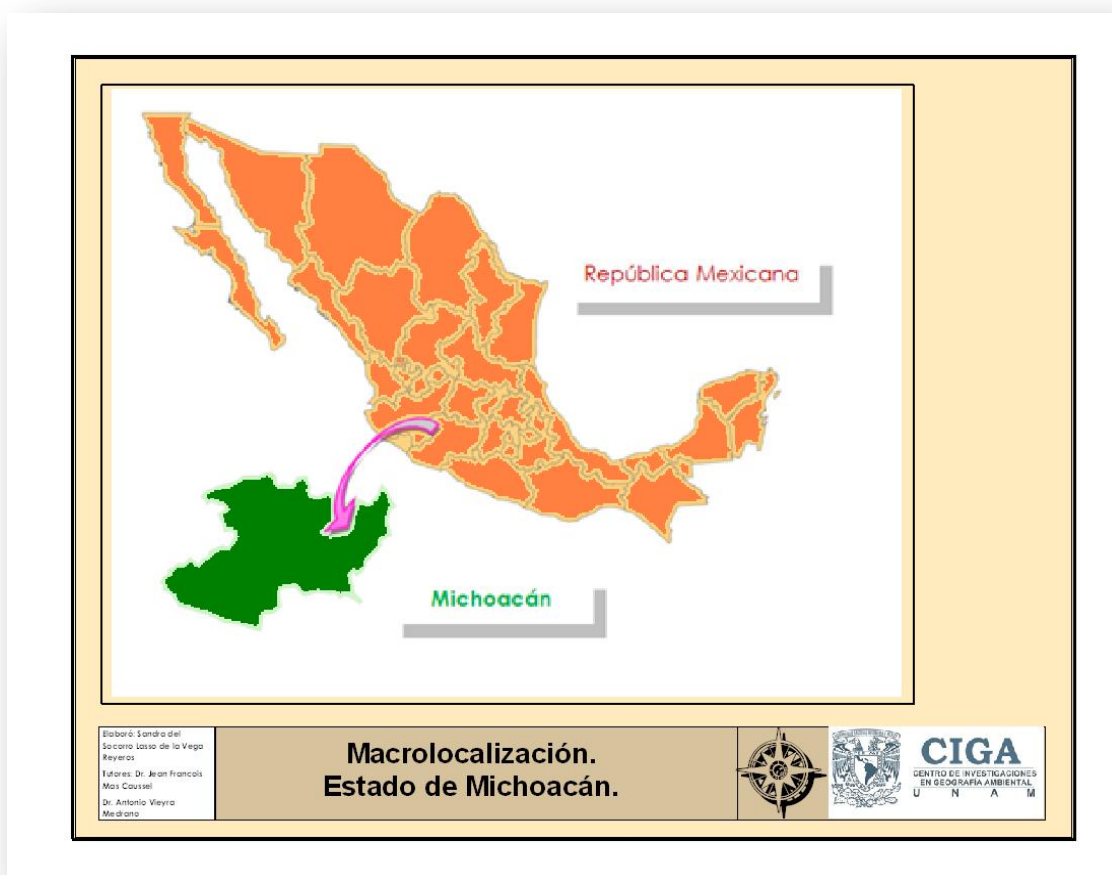 República Mexicana
Michoacán
Elaboró: Sandra del
Socorro Lasso de la Vega
Reyeros
Tutores: Dr. Jean Francois
Mas Caussel
Dr. Antonio Vieyra
Medrano
Macrolocalización.
Estado de Michoacán.
CIGA
CENTRO DE INVESTIGACIONES
EN GEOGRAFÍA AMBIENTAL
U N A M